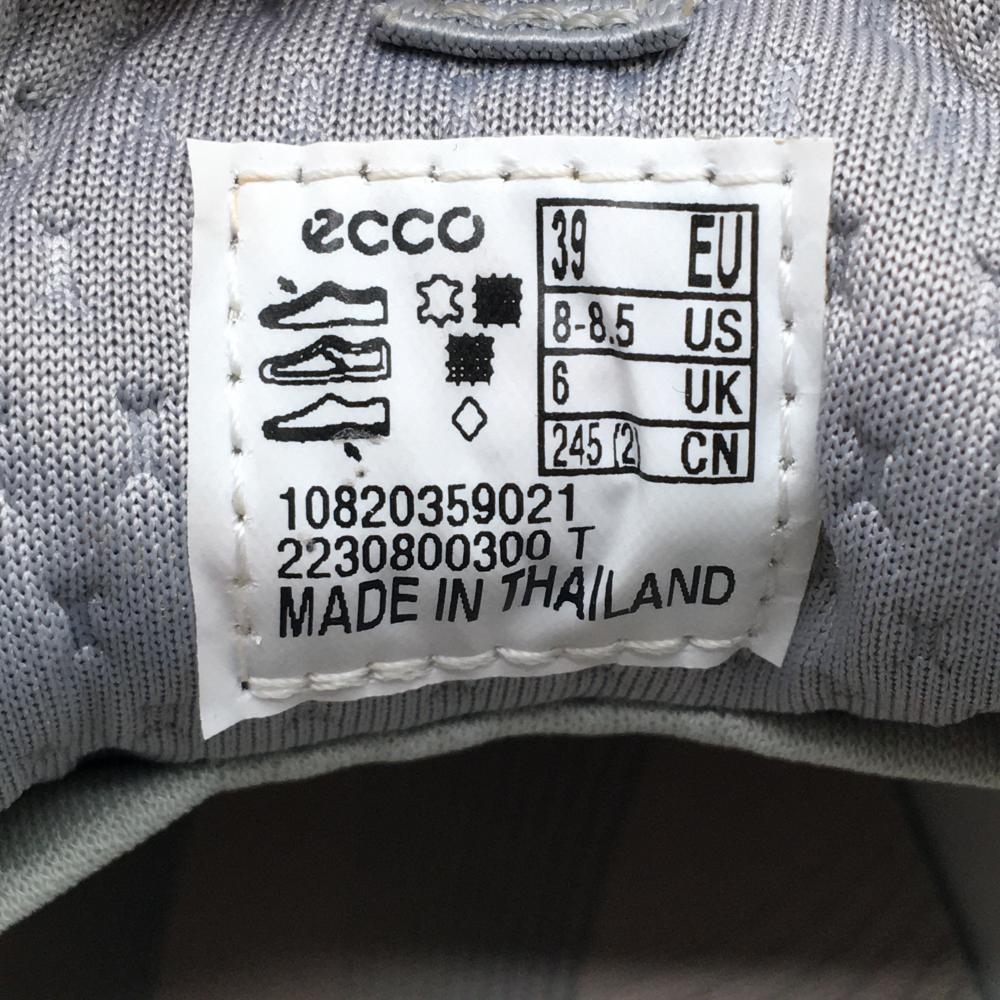 ecco
39 EU
8-8.5 US
6 UK
245 (2) CN
10820359021
2230800300 T
MADE IN THAILAND